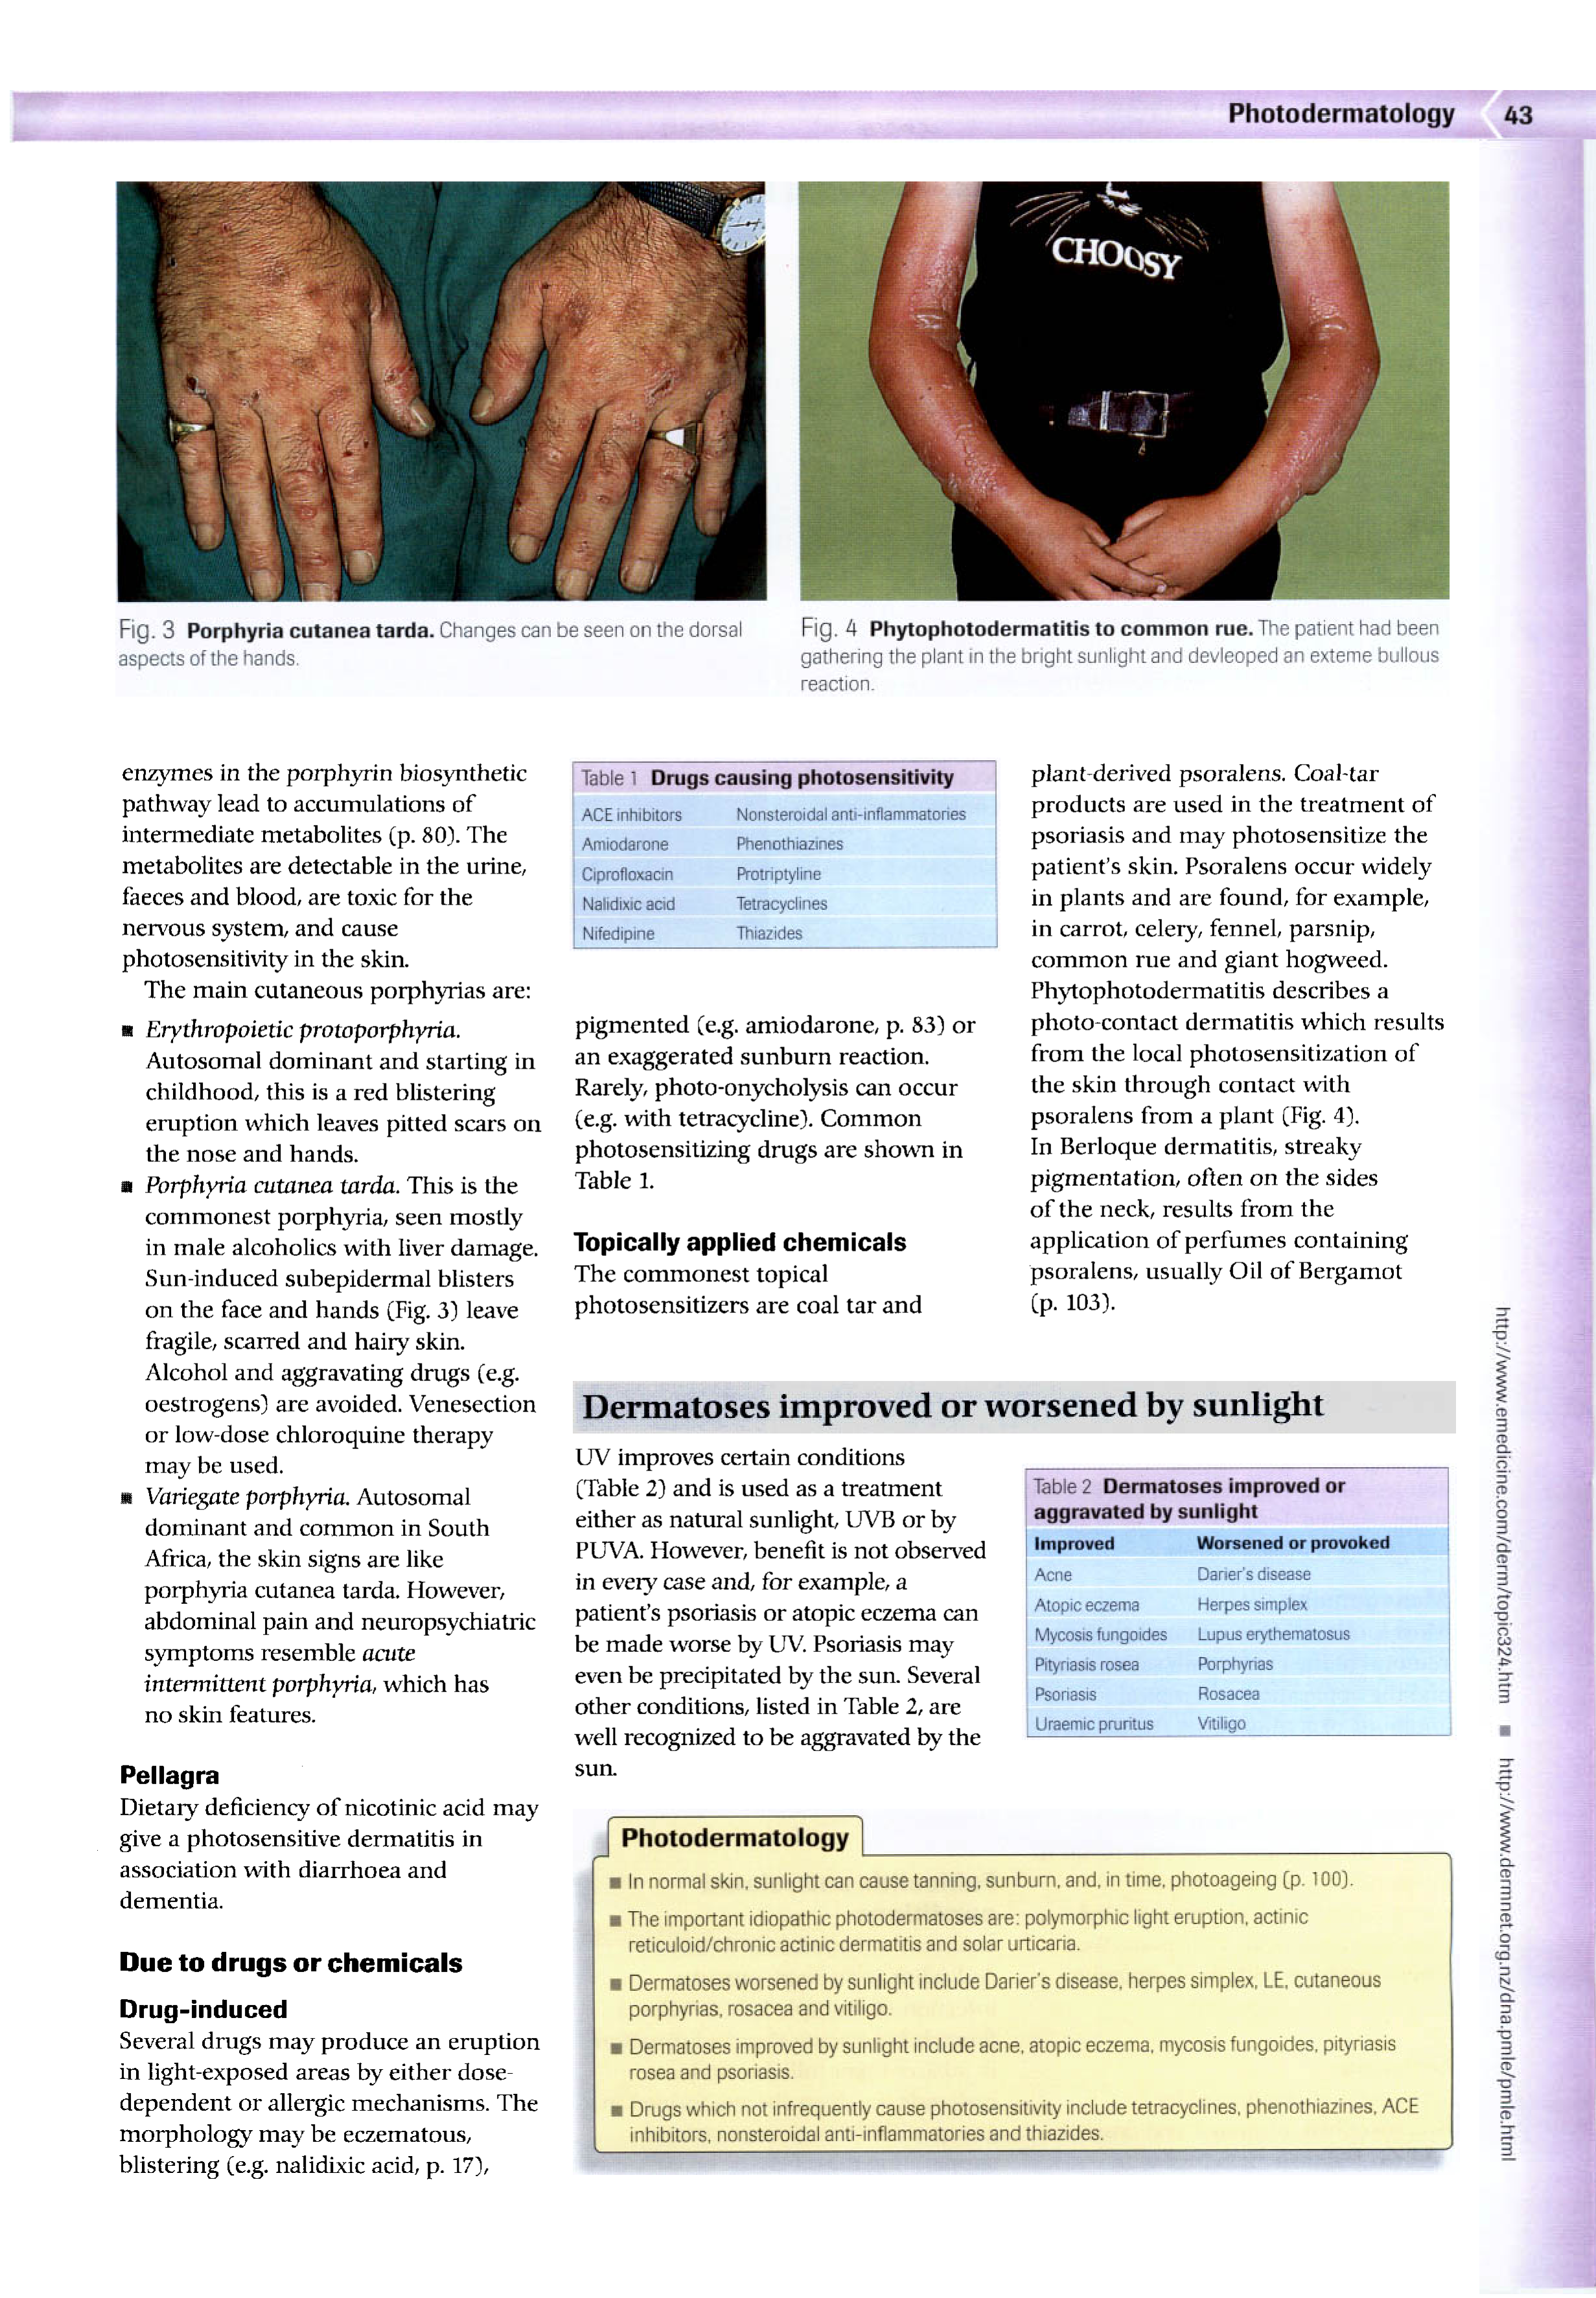 Photodermatology 43
CHOOSY
Fig. 3 Porphyria cutanea tarda. Changes can be seen on the dorsal
aspects of the hands.
Fig. 4 Phytophotodermatitis to common rue. The patient had been
gathering the plant in the bright sunlight and devleoped an exteme bullous
reaction.
enzymes in the porphyrin biosynthetic
pathway lead to accumulations of
intermediate metabolites (p. 80). The
metabolites are detectable in the urine,
faeces and blood, are toxic for the
nervous system, and cause
photosensitivity in the skin.
The main cutaneous porphyrias are:
■ Erythropoietic protoporphyria.
Autosomal dominant and starting in
childhood, this is a red blistering
eruption which leaves pitted scars on
the nose and hands.
■ Porphyria cutanea tarda. This is the
commonest porphyria, seen mostly
in male alcoholics with liver damage.
Sun-induced subepidermal blisters
on the face and hands (Fig. 3) leave
fragile, scarred and hairy skin.
Alcohol and aggravating drugs (e.g.
oestrogens) are avoided. Venesection
or low-dose chloroquine therapy
may be used.
■ Variegate porphyria. Autosomal
dominant and common in South
Africa, the skin signs are like
porphyria cutanea tarda. However,
abdominal pain and neuropsychiatric
symptoms resemble acute
intermittent porphyria, which has
no skin features.
Pellagra
Dietary deficiency of nicotinic acid may
give a photosensitive dermatitis in
association with diarrhoea and
dementia.
Due to drugs or chemicals
Drug-induced
Several drugs may produce an eruption
in light-exposed areas by either dose-
dependent or allergic mechanisms. The
morphology may be eczematous,
blistering (e.g. nalidixic acid, p. 17),
Table 1 Drugs causing photosensitivity
ACE inhibitors Nonsteroidal anti-inflammatories
Amiodarone Phenothiazines
Ciprofloxacin Protriptyline
Nalidixic acid Tetracyclines
Nifedipine Thiazides
pigmented (e.g. amiodarone, p. 83) or
an exaggerated sunburn reaction.
Rarely, photo-onycholysis can occur
(e.g. with tetracycline). Common
photosensitizing drugs are shown in
Table 1.
Topically applied chemicals
The commonest topical
photosensitizers are coal tar and
plant-derived psoralens. Coal-tar
products are used in the treatment of
psoriasis and may photosensitize the
patient's skin. Psoralens occur widely
in plants and are found, for example,
in carrot, celery, fennel, parsnip,
common rue and giant hogweed.
Phytophotodermatitis describes a
photo-contact dermatitis which results
from the local photosensitization of
the skin through contact with
psoralens from a plant (Fig. 4).
In Berloque dermatitis, streaky
pigmentation, often on the sides
of the neck, results from the
application of perfumes containing
psoralens, usually Oil of Bergamot
(p. 103).
Dermatoses improved or worsened by sunlight
UV improves certain conditions
(Table 2) and is used as a treatment
either as natural sunlight, UVB or by
PUVA. However, benefit is not observed
in every case and, for example, a
patient's psoriasis or atopic eczema can
be made worse by UV. Psoriasis may
even be precipitated by the sun. Several
other conditions, listed in Table 2, are
well recognized to be aggravated by the
sun.
Table 2 Dermatoses improved or
aggravated by sunlight
Improved Worsened or provoked
Acne Darier's disease
Atopic eczema Herpes simplex
Mycosis fungoides Lupus erythematosus
Pityriasis rosea Porphyrias
Psoriasis Rosacea
Uraemic pruritus Vitiligo
Photodermatology
■ In normal skin, sunlight can cause tanning, sunburn, and, in time, photoageing (p. 100).
■ The important idiopathic photodermatoses are: polymorphic light eruption, actinic
reticuloid/chronic actinic dermatitis and solar urticaria.
■ Dermatoses worsened by sunlight include Darier's disease, herpes simplex, LE, cutaneous
porphyrias, rosacea and vitiligo.
■ Dermatoses improved by sunlight include acne, atopic eczema, mycosis fungoides, pityriasis
rosea and psoriasis.
■ Drugs which not infrequently cause photosensitivity include tetracyclines, phenothiazines, ACE
inhibitors, nonsteroidal anti-inflammatories and thiazides.
http://www.emedicine.com/derm/topic324.htm ■ http://www.dermnet.org.nz/dna.pmle/pmle.html